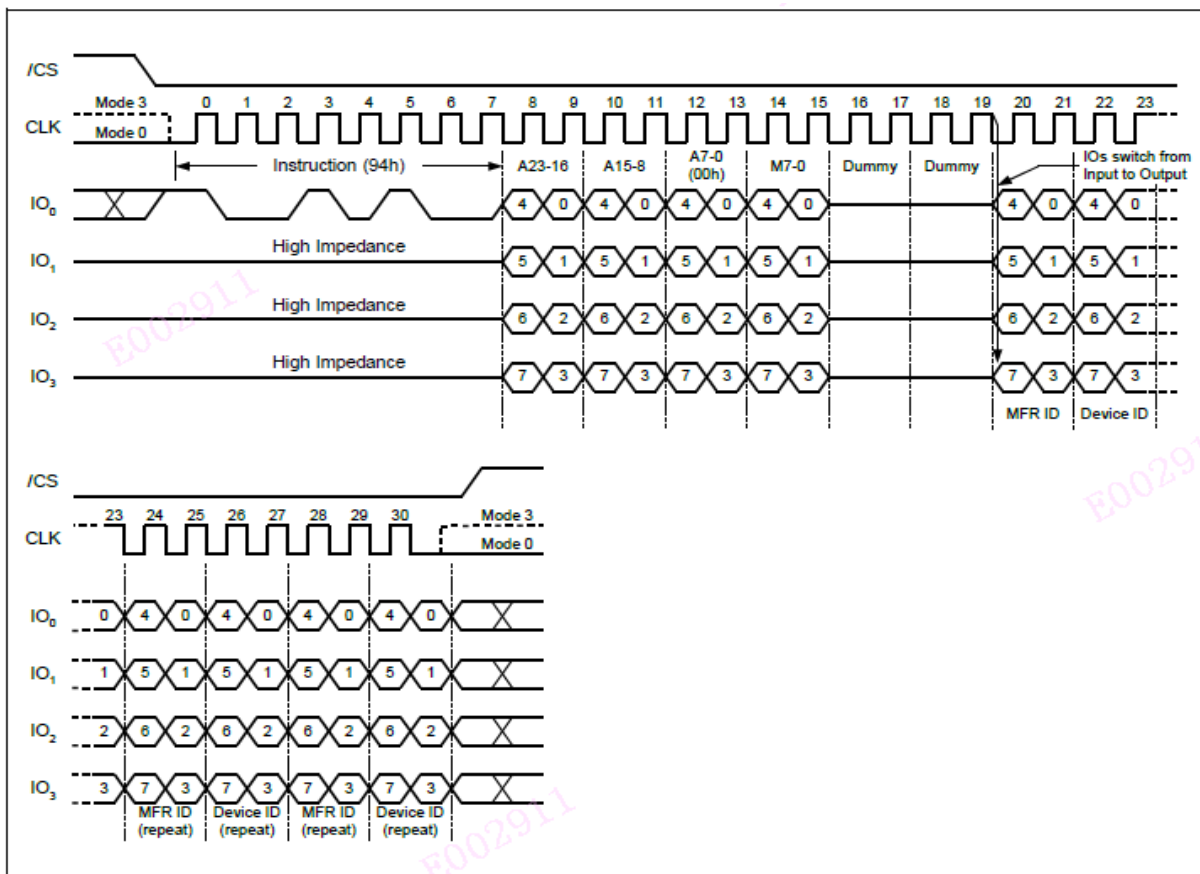 /CS
Mode 3 0 1 2 3 4 5 6 7 8 9 10 11 12 13 14 15 16 17 18 19 20 21 22 23
CLK
Mode 0
Instruction (94h) A23-16 A15-8 A7-0 (00h) M7-0 Dummy Dummy IOs switch from Input to Output
IO0 4 0 4 0 4 0 4 0 4 0 4 0
High Impedance
IO1 5 1 5 1 5 1 5 1 5 1 5 1
High Impedance
IO2 6 2 6 2 6 2 6 2 6 2 6 2
High Impedance
IO3 7 3 7 3 7 3 7 3 7 3 7 3
MFR ID Device ID
E002911
E002911
/CS
23 24 25 26 27 28 29 30 Mode 3
CLK
Mode 0
IO0 0 4 0 4 0 4 0 4 0
IO1 1 5 1 5 1 5 1 5 1
IO2 2 6 2 6 2 6 2 6 2
IO3 3 7 3 7 3 7 3 7 3
MFR ID Device ID MFR ID Device ID
(repeat) (repeat) (repeat) (repeat)
E002911